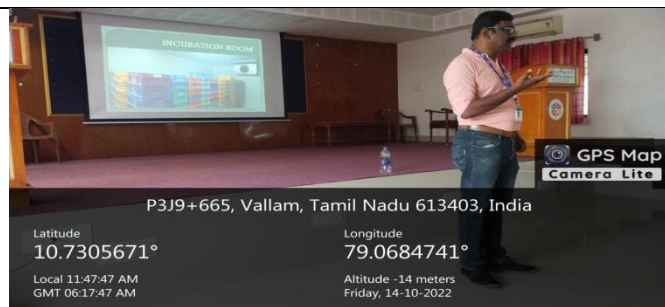 INCUBATION ROOM
GPS Map
Camera Lite
P3J9+665, Vallam, Tamil Nadu 613403, India
Latitude
10.7305671°
Longitude
79.0684741°
Local 11:47:47 AM
GMT 06:17:47 AM
Altitude -14 meters
Friday, 14-10-2022